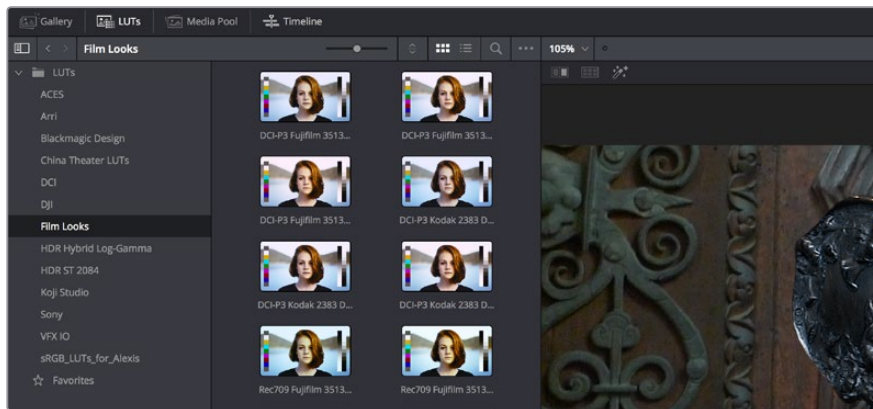 Gallery LUTs Media Pool Timeline
Film Looks 105%
LUTs
ACES
Arri
Blackmagic Design
China Theater LUTs
DCI
DJI
Film Looks
HDR Hybrid Log-Gamma
HDR ST 2084
Koji Studio
Sony
VFX IO
sRGB_LUTs_for_Alexis
Favorites
DCI-P3 Fujifilm 3513... DCI-P3 Fujifilm 3513...
DCI-P3 Fujifilm 3513... DCI-P3 Kodak 2383 D...
DCI-P3 Kodak 2383 D... DCI-P3 Kodak 2383 D...
Rec709 Fujifilm 3513... Rec709 Fujifilm 3513...